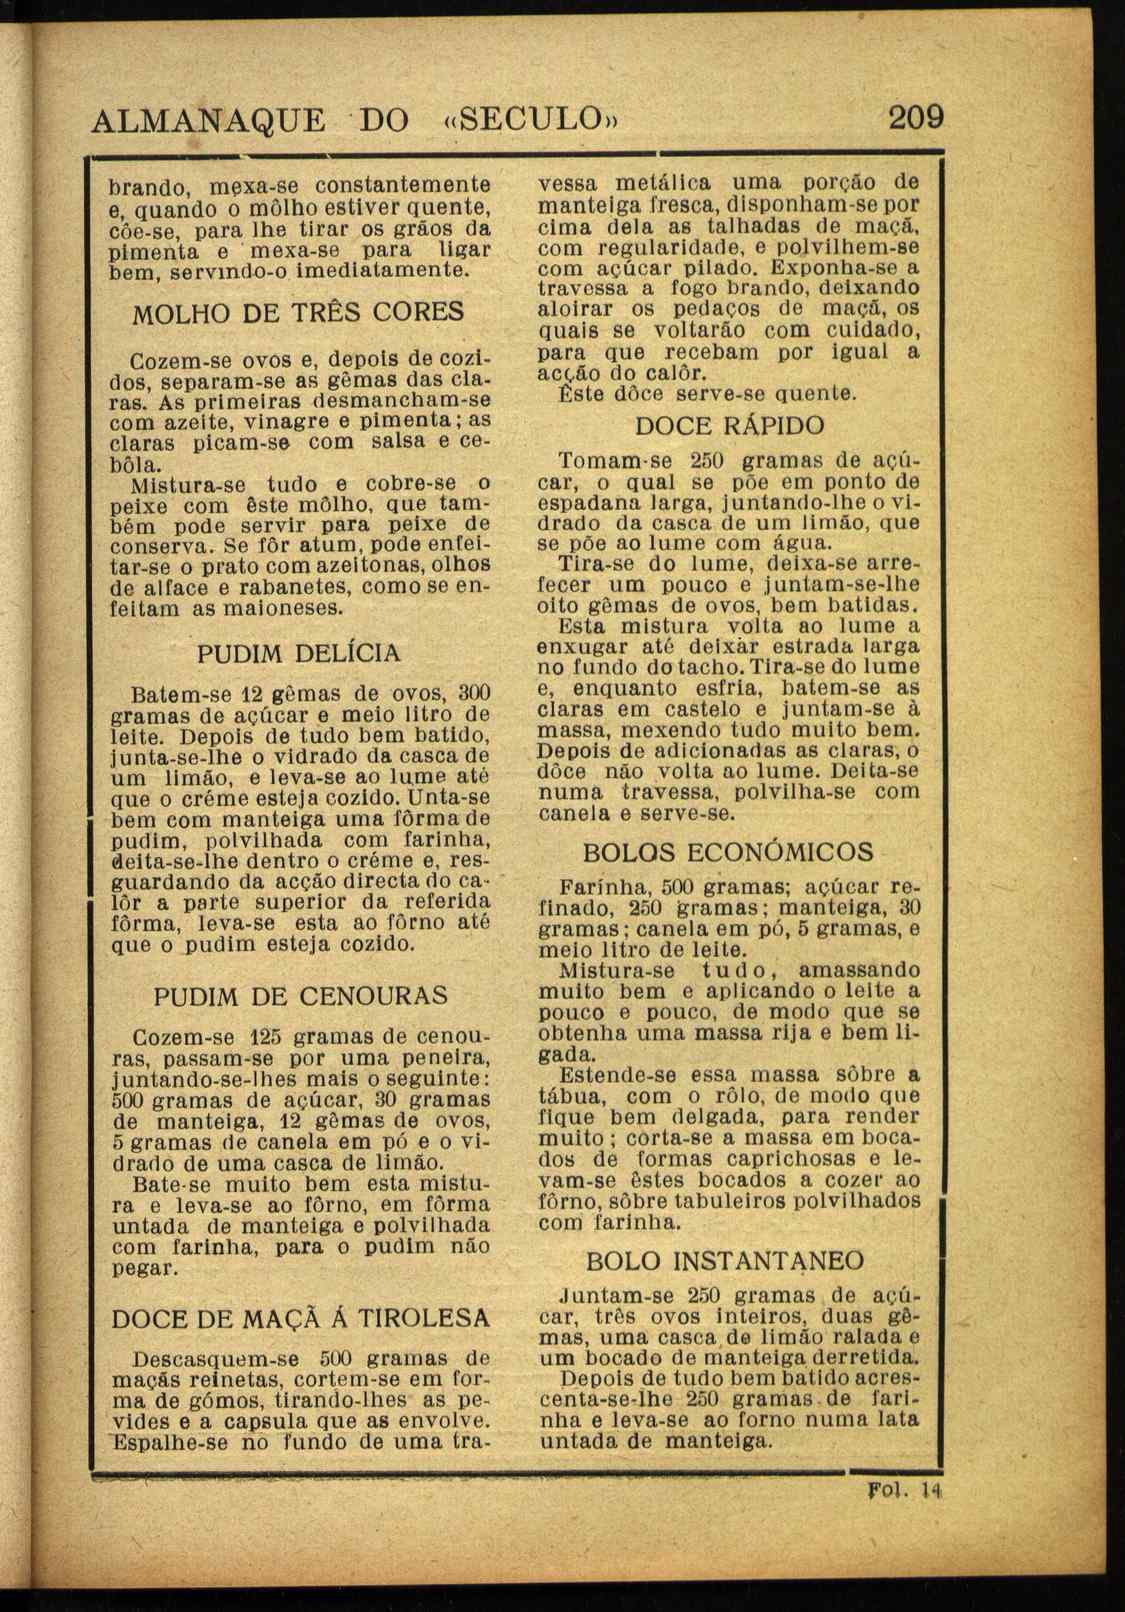 ALMANAQUE DO «SECULO» 209
brando, mexa-se constantemente
e, quando o môlho estiver quente,
côe-se, para lhe tirar os grãos da
pimenta e mexa-se para ligar
bem, servindo-o imediatamente.
MOLHO DE TRÊS CORES
Cozem-se ovos e, depois de cozi-
dos, separam-se as gêmas das cla-
ras. As primeiras desmancham-se
com azeite, vinagre e pimenta; as
claras picam-se com salsa e ce-
bôla.
Mistura-se tudo e cobre-se o
peixe com êste môlho, que tam-
bém pode servir para peixe de
conserva. Se fôr atum, pode enfei-
tar-se o prato com azeitonas, olhos
de alface e rabanetes, como se en-
feitam as maioneses.
PUDIM DELÍCIA
Batem-se 12 gêmas de ovos, 300
gramas de açúcar e meio litro de
leite. Depois de tudo bem batido,
junta-se-lhe o vidrado da casca de
um limão, e leva-se ao lume até
que o créme esteja cozido. Unta-se
bem com manteiga uma fôrma de
pudim, polvilhada com farinha,
deita-se-lhe dentro o créme e, res-
guardando da acção directa do ca-
lôr a parte superior da referida
fôrma, leva-se esta ao fôrno até
que o pudim esteja cozido.
PUDIM DE CENOURAS
Cozem-se 125 gramas de cenou-
ras, passam-se por uma peneira,
juntando-se-lhes mais o seguinte:
500 gramas de açúcar, 30 gramas
de manteiga, 12 gêmas de ovos,
5 gramas de canela em pó e o vi-
drado de uma casca de limão.
Bate-se muito bem esta mistu-
ra e leva-se ao fôrno, em fôrma
untada de manteiga e polvilhada
com farinha, para o pudim não
pegar.
DOCE DE MAÇÃ Á TIROLESA
Descasquem-se 500 gramas de
maçãs reinetas, cortem-se em for-
ma de gómos, tirando-lhes as pe-
vides e a capsula que as envolve.
Espalhe-se no fundo de uma tra-
vessa metálica uma porção de
manteiga fresca, disponham-se por
cima dela as talhadas de maçã,
com regularidade, e polvilhem-se
com açúcar pilado. Exponha-se a
travessa a fogo brando, deixando
aloirar os pedaços de maçã, os
quais se voltarão com cuidado,
para que recebam por igual a
acção do calôr.
Êste dôce serve-se quente.
DOCE RÁPIDO
Tomam-se 250 gramas de açú-
car, o qual se põe em ponto de
espadana larga, juntando-lhe o vi-
drado da casca de um limão, que
se põe ao lume com água.
Tira-se do lume, deixa-se arre-
fecer um pouco e juntam-se-lhe
oito gêmas de ovos, bem batidas.
Esta mistura volta ao lume a
enxugar até deixar estrada larga
no fundo do tacho. Tira-se do lume
e, enquanto esfria, batem-se as
claras em castelo e juntam-se à
massa, mexendo tudo muito bem.
Depois de adicionadas as claras, o
dôce não volta ao lume. Deita-se
numa travessa, polvilha-se com
canela e serve-se.
BOLOS ECONÓMICOS
Farinha, 500 gramas; açúcar re-
finado, 250 gramas; manteiga, 30
gramas; canela em pó, 5 gramas, e
meio litro de leite.
Mistura-se tudo, amassando
muito bem e aplicando o leite a
pouco e pouco, de modo que se
obtenha uma massa rija e bem li-
gada.
Estende-se essa massa sôbre a
tábua, com o rôlo, de modo que
fique bem delgada, para render
muito; corta-se a massa em boca-
dos de formas caprichosas e le-
vam-se êstes bocados a cozer ao
fôrno, sôbre tabuleiros polvilhados
com farinha.
BOLO INSTANTANEO
Juntam-se 250 gramas de açú-
car, três ovos inteiros, duas gê-
mas, uma casca de limão ralada e
um bocado de manteiga derretida.
Depois de tudo bem batido acres-
centa-se-lhe 250 gramas de fari-
nha e leva-se ao forno numa lata
untada de manteiga.
Fol. 14